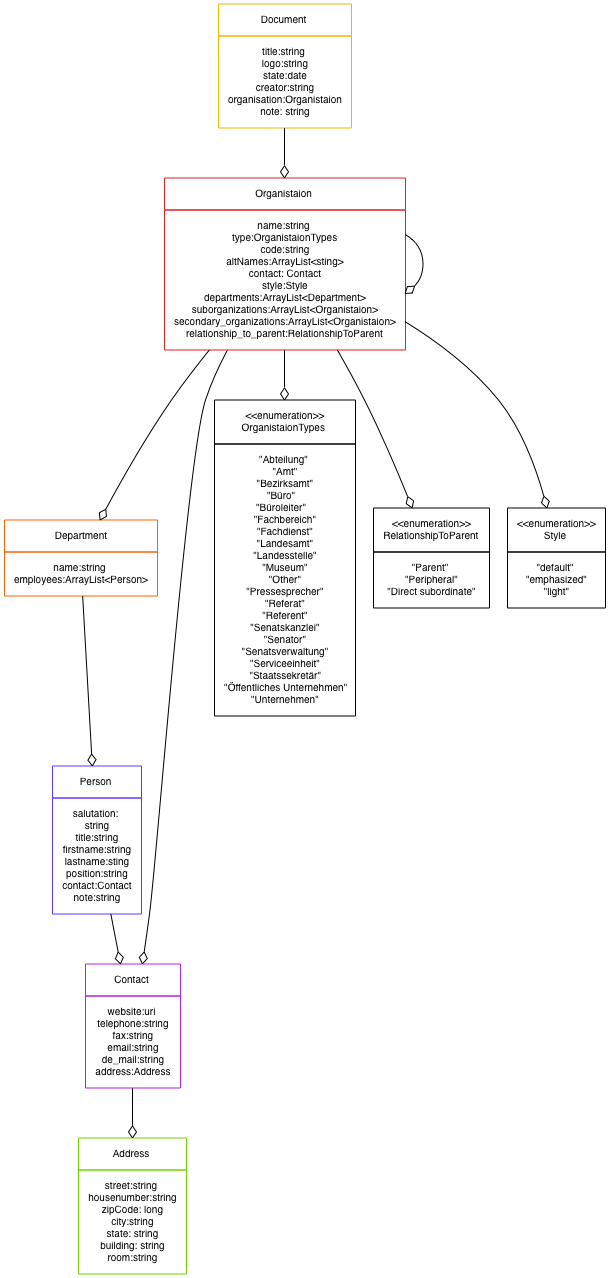 Document
title:string
logo:string
state:date
creator:string
organisation:Organistaion
note: string
Organistaion
name:string
type:OrganistaionTypes
code:string
altNames:ArrayList<sting>
contact: Contact
style:Style
departments:ArrayList<Department>
suborganizations:ArrayList<Organistaion>
secondary_organizations:ArrayList<Organistaion>
relationship_to_parent:RelationshipToParent
<<enumeration>>
OrganistaionTypes
"Abteilung"
"Amt"
"Bezirksamt"
"Büro"
"Büroleiter"
"Fachbereich"
"Fachdienst"
"Landesamt"
"Landesstelle"
"Museum"
"Other"
"Pressesprecher"
"Referat"
"Referent"
"Senatskanzlei"
"Senator"
"Senatsverwaltung"
"Serviceeinheit"
"Staatssekretär"
"Öffentliches Unternehmen"
"Unternehmen"
<<enumeration>>
RelationshipToParent
"Parent"
"Peripheral"
"Direct subordinate"
<<enumeration>>
Style
"default"
"emphasized"
"light"
Department
name:string
employees:ArrayList<Person>
Person
salutation:
string
title:string
firstname:string
lastname:sting
position:string
contact:Contact
note:string
Contact
website:uri
telephone:string
fax:string
email:string
de_mail:string
address:Address
Address
street:string
housenumber:string
zipCode: long
city:string
state: string
building: string
room:string